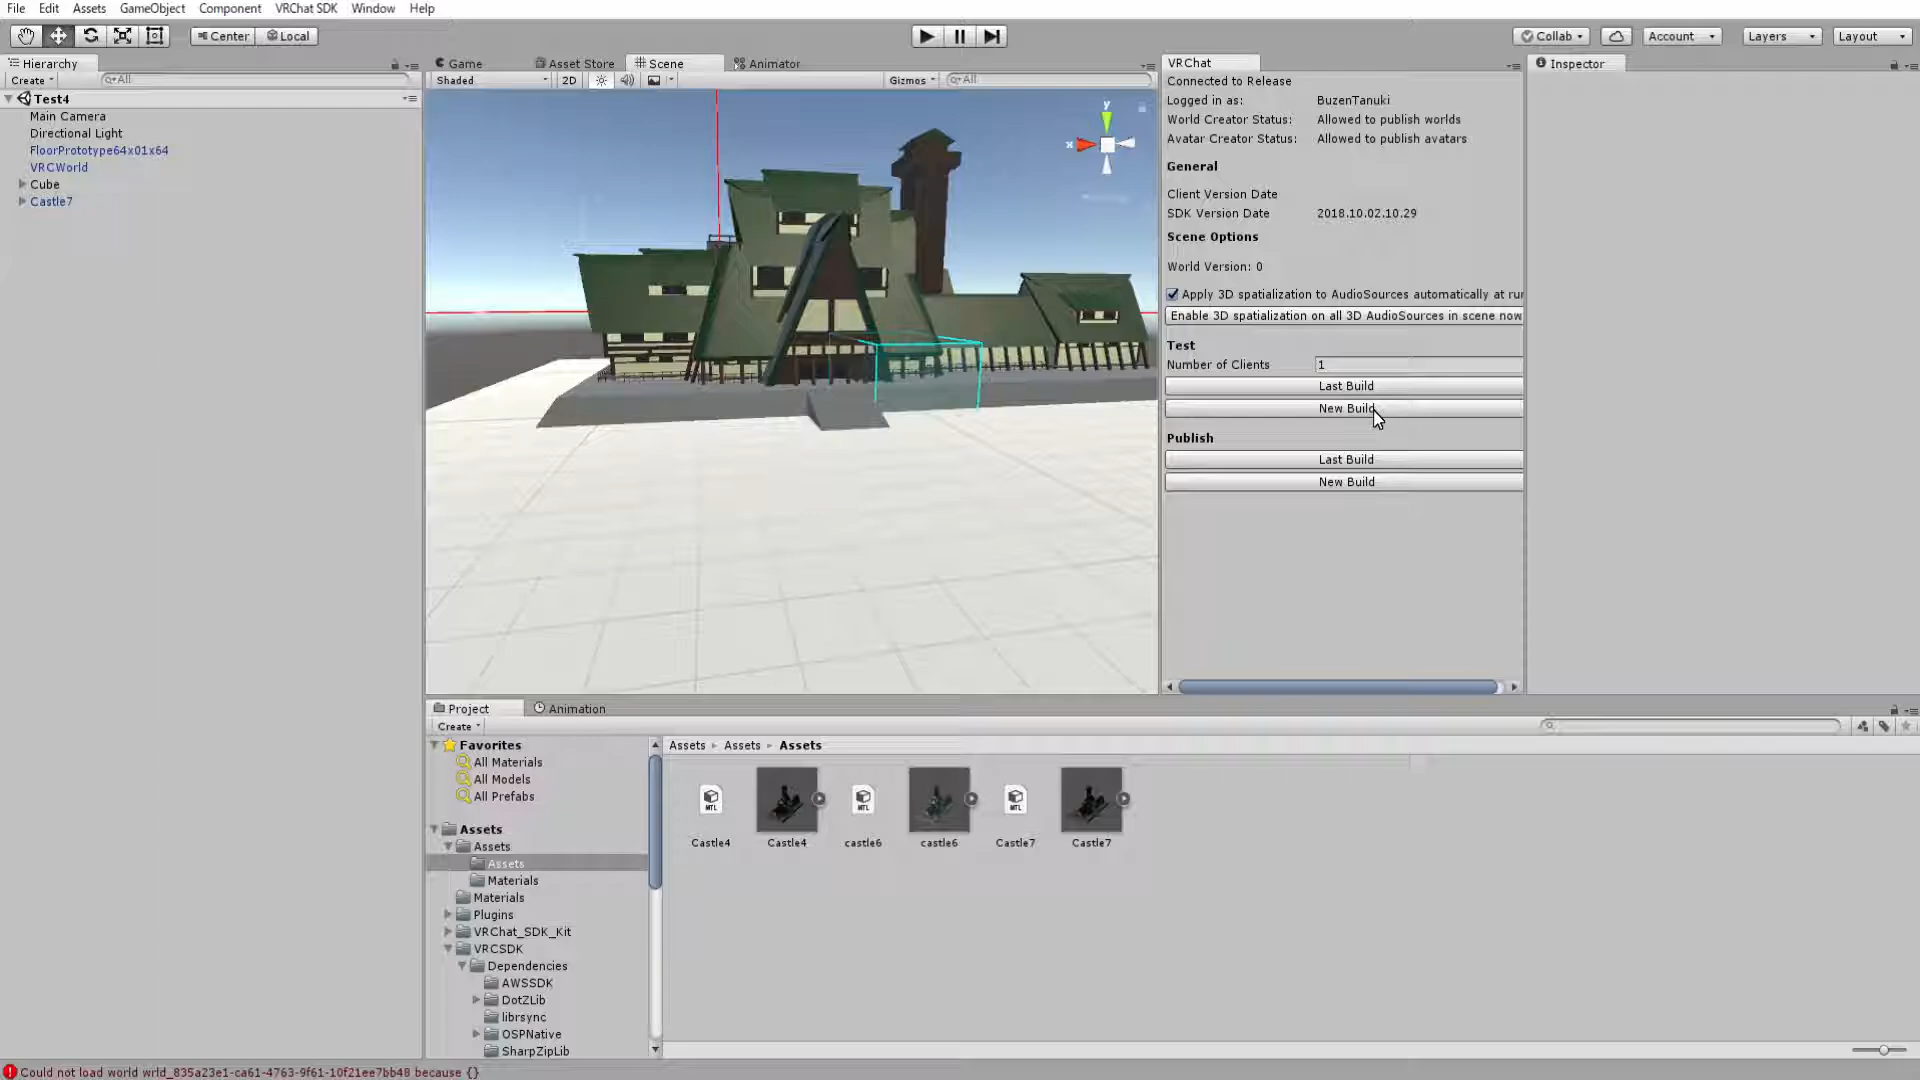 File Edit Assets GameObject Component VRChat SDK Window Help
Center Local
Collab Account Layers Layout
Hierarchy
Create All
Test4
Main Camera
Directional Light
FloorPrototype64x01x64
VRCWorld
Cube
Castle7
Game Asset Store Scene Animator
Shaded 2D Gizmos All
y
x
VRChat
Connected to Release
Logged in as: BuzenTanuki
World Creator Status: Allowed to publish worlds
Avatar Creator Status: Allowed to publish avatars
General
Client Version Date
SDK Version Date 2018.10.02.10.29
Scene Options
World Version: 0
Apply 3D spatialization to AudioSources automatically at run
Enable 3D spatialization on all 3D AudioSources in scene now
Test
Number of Clients 1
Last Build
New Build
Publish
Last Build
New Build
Inspector
Project Animation
Create
Favorites
All Materials
All Models
All Prefabs
Assets
Assets
Assets
Materials
Materials
Plugins
VRChat_SDK_Kit
VRCSDK
Dependencies
AWSSDK
DotZLib
librsync
OSPNative
SharpZipLib
Assets Assets Assets
MTL MTL MTL
Castle4 Castle4 castle6 castle6 Castle7 Castle7
Could not load world wrld_835a23e1-ca61-4763-9f61-10f21ee7bb48 because {}